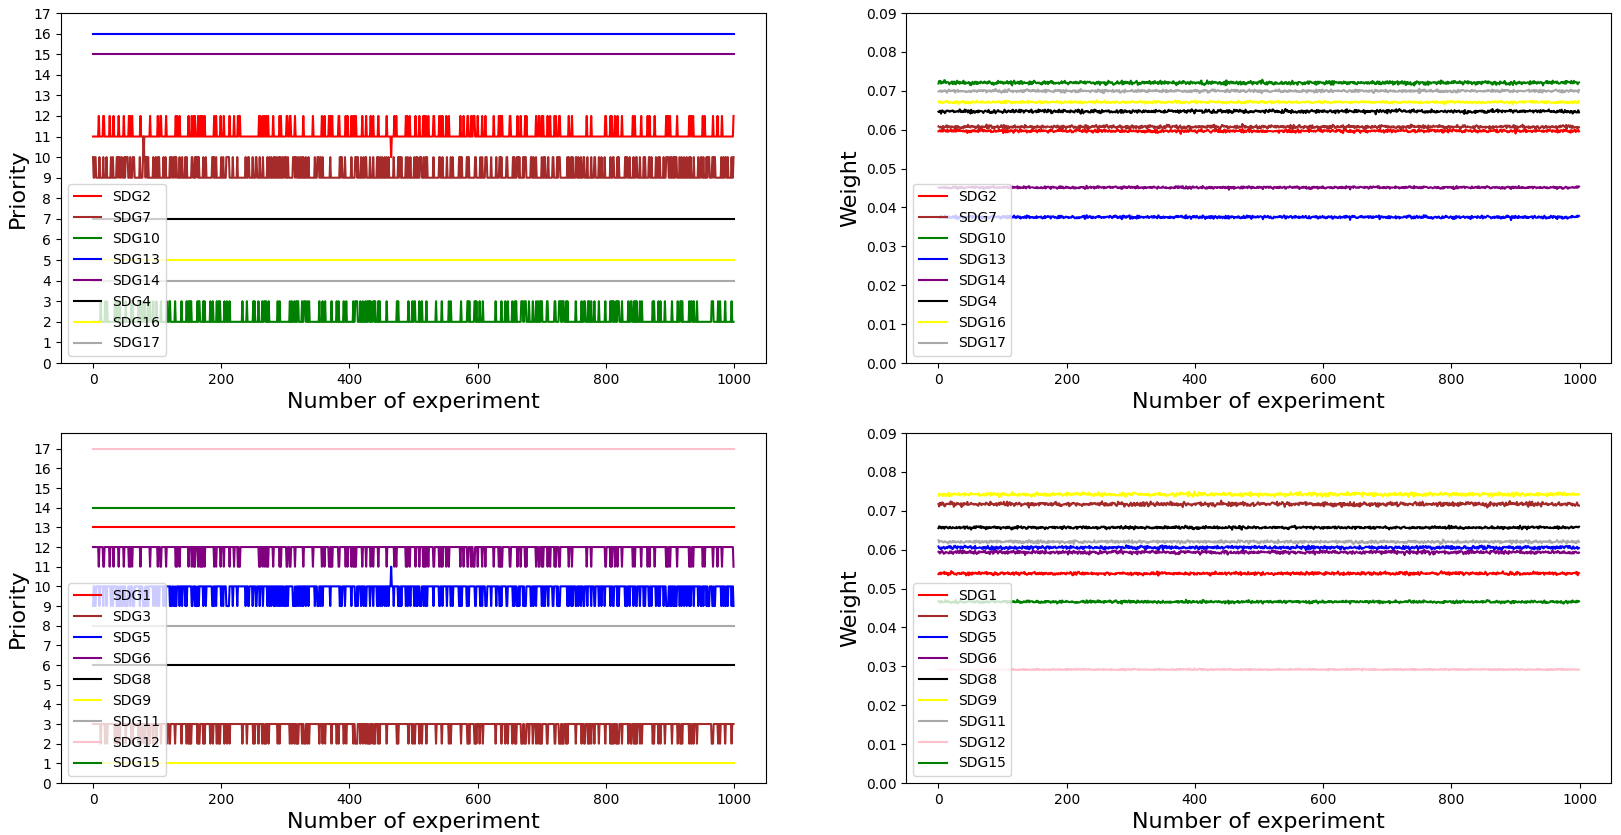 17
16
15
14
13
12
11
10
9
8
7
6
5
4
3
2
1
0
Priority
SDG2
SDG7
SDG10
SDG13
SDG14
SDG4
SDG16
SDG17
0 200 400 600 800 1000
Number of experiment
0.09
0.08
0.07
0.06
0.05
0.04
0.03
0.02
0.01
0.00
Weight
SDG2
SDG7
SDG10
SDG13
SDG14
SDG4
SDG16
SDG17
0 200 400 600 800 1000
Number of experiment
17
16
15
14
13
12
11
10
9
8
7
6
5
4
3
2
1
0
Priority
SDG1
SDG3
SDG5
SDG6
SDG8
SDG9
SDG11
SDG12
SDG15
0 200 400 600 800 1000
Number of experiment
0.09
0.08
0.07
0.06
0.05
0.04
0.03
0.02
0.01
0.00
Weight
SDG1
SDG3
SDG5
SDG6
SDG8
SDG9
SDG11
SDG12
SDG15
0 200 400 600 800 1000
Number of experiment